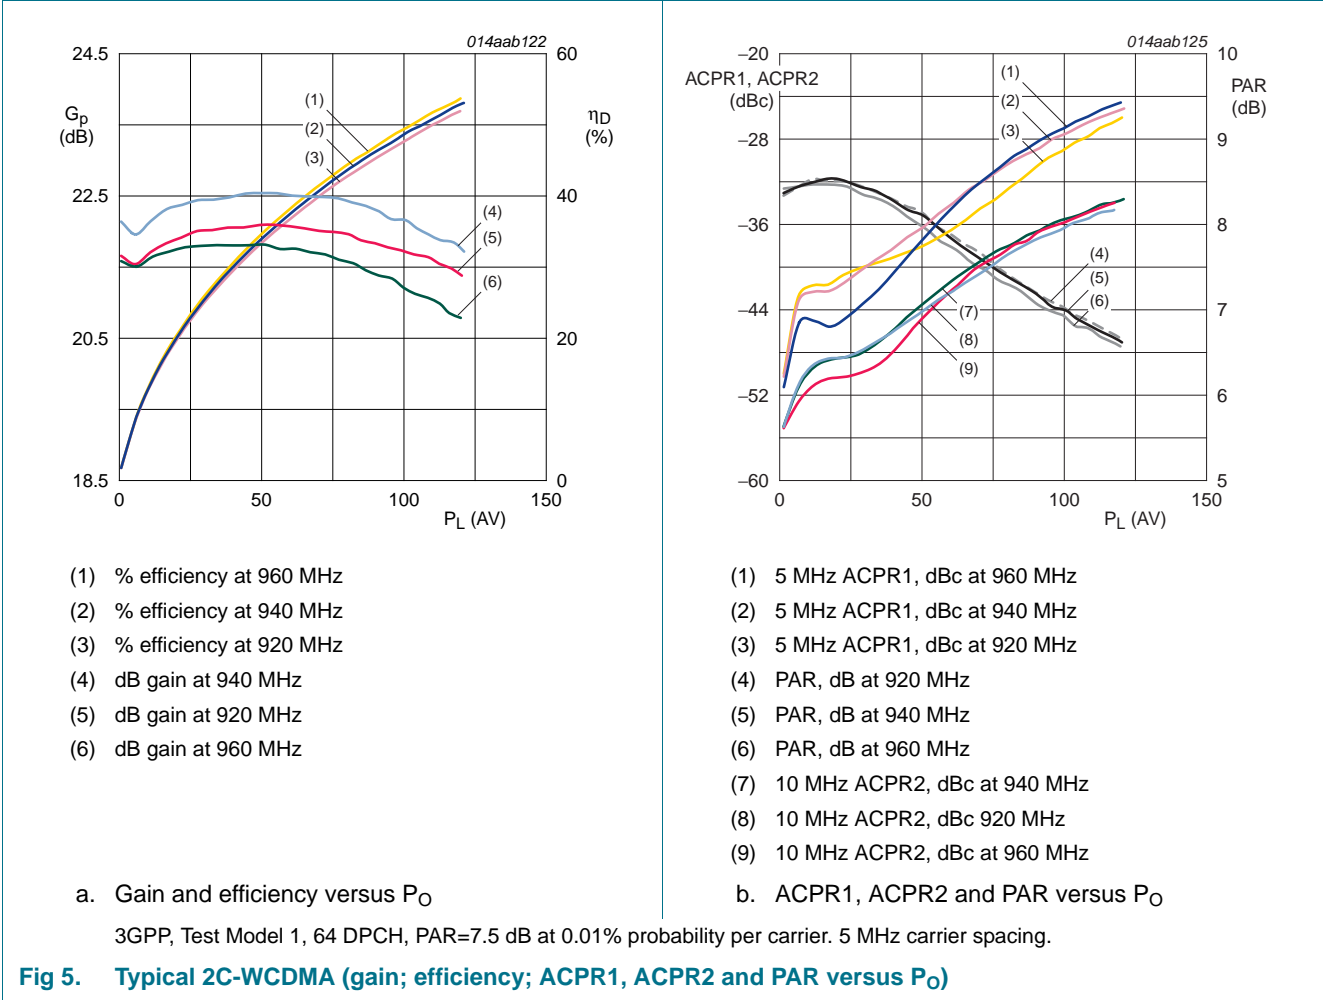 014aab122
24.5
60
Gp
(dB)
ηD
(%)
(1)
(2)
(3)
22.5
40
(4)
(5)
(6)
20.5
20
18.5
0
0
50
100
150
PL (AV)
(1) % efficiency at 960 MHz
(2) % efficiency at 940 MHz
(3) % efficiency at 920 MHz
(4) dB gain at 940 MHz
(5) dB gain at 920 MHz
(6) dB gain at 960 MHz
a. Gain and efficiency versus PO
014aab125
–20
10
ACPR1, ACPR2
(dBc)
PAR
(dB)
(1)
(2)
(3)
–28
9
–36
8
(4)
(5)
(6)
–44
7
(7)
(8)
(9)
–52
6
–60
5
0
50
100
150
PL (AV)
(1) 5 MHz ACPR1, dBc at 960 MHz
(2) 5 MHz ACPR1, dBc at 940 MHz
(3) 5 MHz ACPR1, dBc at 920 MHz
(4) PAR, dB at 920 MHz
(5) PAR, dB at 940 MHz
(6) PAR, dB at 960 MHz
(7) 10 MHz ACPR2, dBc at 940 MHz
(8) 10 MHz ACPR2, dBc 920 MHz
(9) 10 MHz ACPR2, dBc at 960 MHz
b. ACPR1, ACPR2 and PAR versus PO
3GPP, Test Model 1, 64 DPCH, PAR=7.5 dB at 0.01% probability per carrier. 5 MHz carrier spacing.
Fig 5. Typical 2C-WCDMA (gain; efficiency; ACPR1, ACPR2 and PAR versus PO)